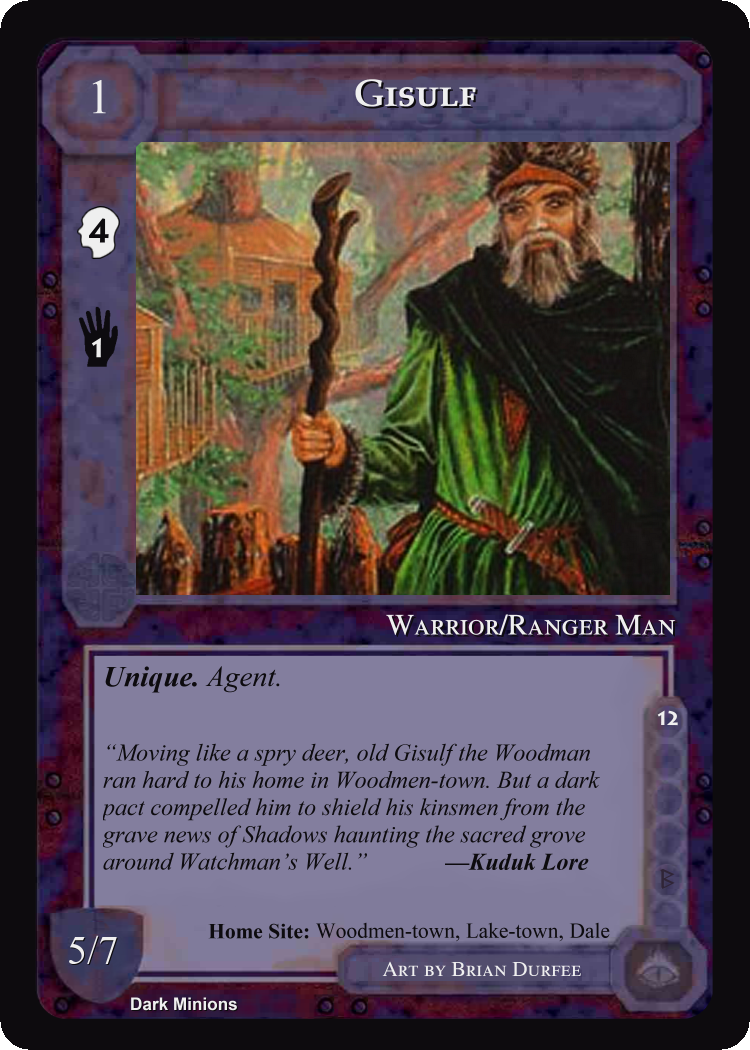 1
Gisulf
4
1
Warrior/Ranger Man
Unique. Agent.
12
“Moving like a spry deer, old Gisulf the Woodman
ran hard to his home in Woodmen-town. But a dark
pact compelled him to shield his kinsmen from the
grave news of Shadows haunting the sacred grove
around Watchman’s Well.” —Kuduk Lore
Home Site: Woodmen-town, Lake-town, Dale
5/7
Art by Brian Durfee
Dark Minions